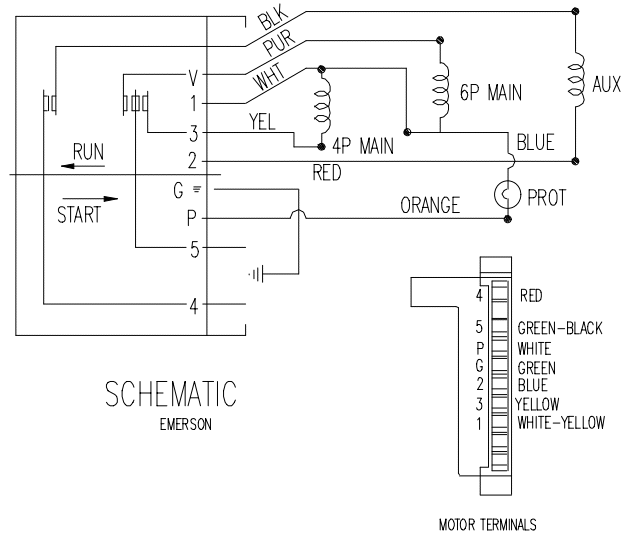 BLK
PUR
WHT
V
1
YEL
3
4P MAIN
6P MAIN
AUX
BLUE
2
RED
RUN
START
G
PROT
ORANGE
P
5
4
SCHEMATIC
EMERSON
4 RED
5 GREEN-BLACK
P WHITE
G GREEN
2 BLUE
3 YELLOW
1 WHITE-YELLOW
MOTOR TERMINALS